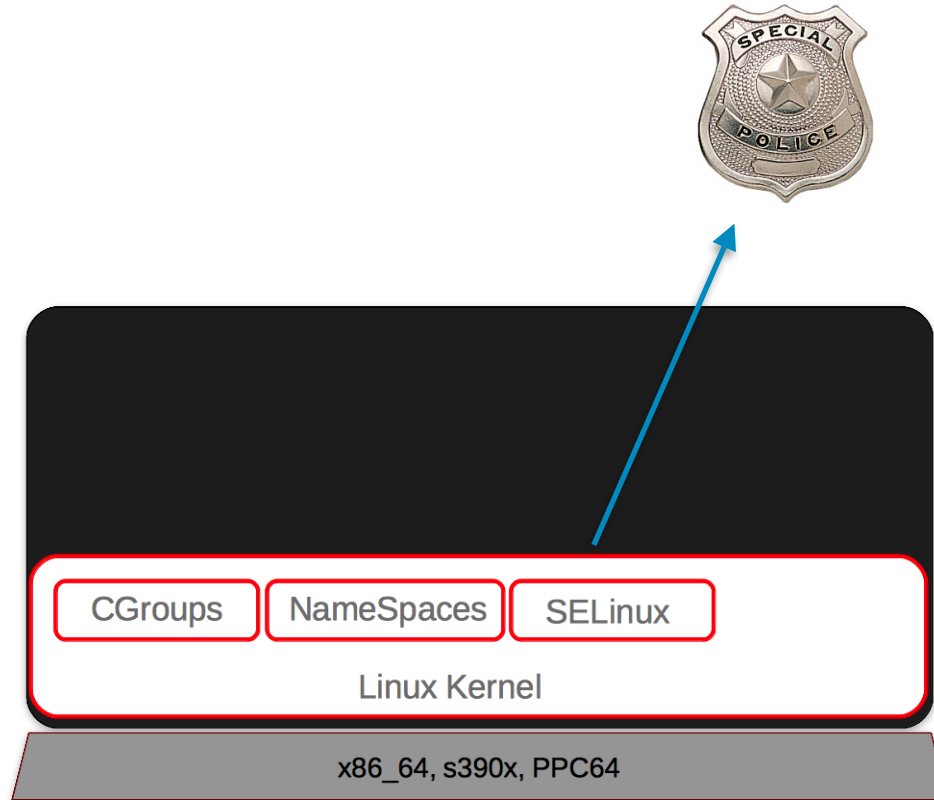 SPECIAL
POLICE
CGroups
NameSpaces
SELinux
Linux Kernel
x86_64, s390x, PPC64